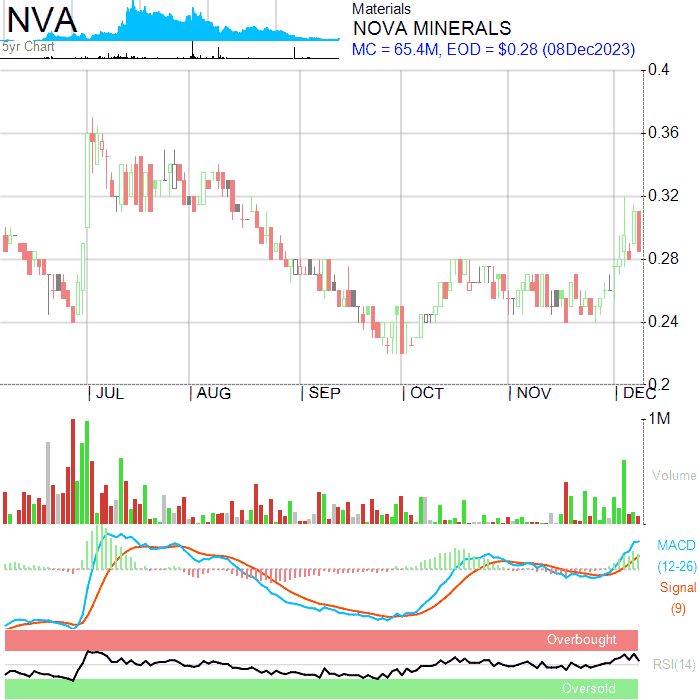 NVA
5yr Chart
Materials
NOVA MINERALS
MC = 65.4M, EOD = $0.28 (08Dec2023)
0.4
0.36
0.32
0.28
0.24
0.2
JUL AUG SEP OCT NOV DEC
1M
Volume
MACD
(12-26)
Signal
(9)
Overbought
RSI(14)
Oversold